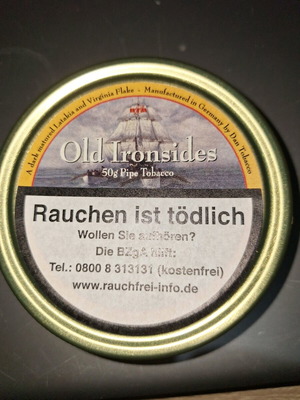 A dark matured Latakia and Virginia Flake - Manufactured in Germany by Dan Tobacco
Old Ironsides
50g Pipe Tobacco
Rauchen ist tödlich
Wollen Sie aufhören?
Die BZgA hilft:
Tel.: 0800 8 313131 (kostenfrei)
www.rauchfrei-info.de